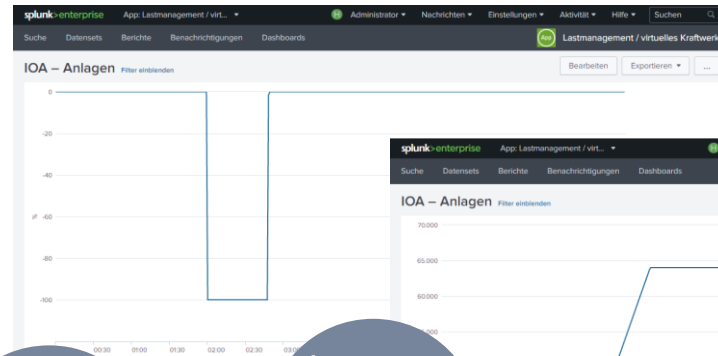 splunk>enterprise App: Lastmanagement / virt... Administrator Nachrichten Einstellungen Aktivität Hilfe Suchen
Suche Datensets Berichte Benachrichtigungen Dashboards App Lastmanagement / virtuelles Kraftwerk
IOA – Anlagen Filter einblenden Bearbeiten Exportieren ...
0
-20
-40
%
-60
-80
-100
00:30 01:00 01:30 02:00 02:30
splunk>enterprise App: Lastmanagement / virt...
Suche Datensets Berichte Benachrichtigungen Dashboards
IOA – Anlagen Filter einblenden
70.000
65.000
60.000